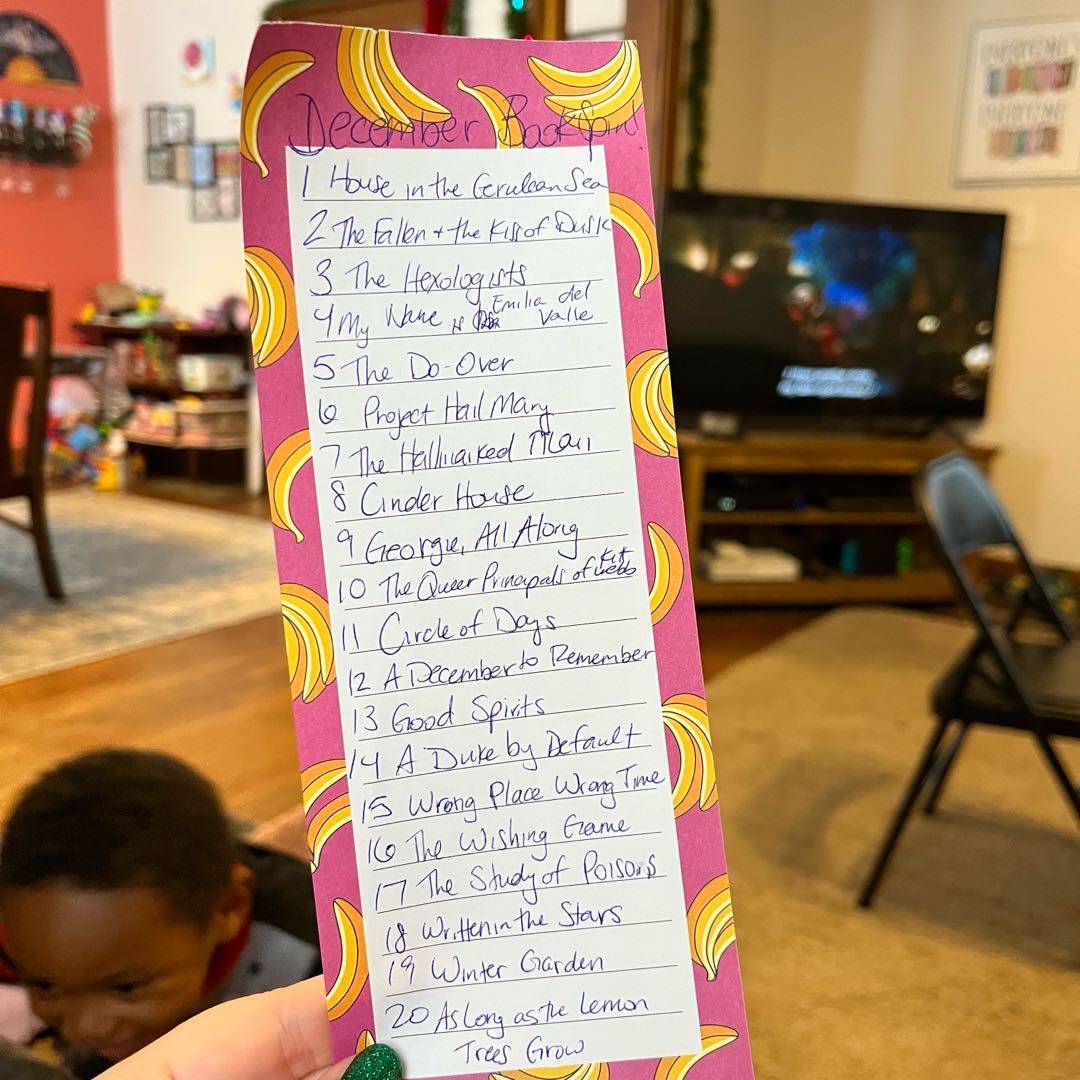 December Book Spin!
1 House in the Cerulean Sea
2 The Fallen + the Kiss of Dusk
3 The Hexologists
4 My Name is Emilia del Valle
5 The Do-Over
6 Project Hail Mary
7 The Hallmarked Man
8 Cinder House
9 Georgie, All Along
10 The Queer Principals of Kit Webb
11 Circle of Days
12 A December to Remember
13 Good Spirits
14 A Duke by Default
15 Wrong Place Wrong Time
16 The Wishing Game
17 The Study of Poisons
18 Written in the Stars
19 Winter Garden
20 As Long as the Lemon
Trees Grow